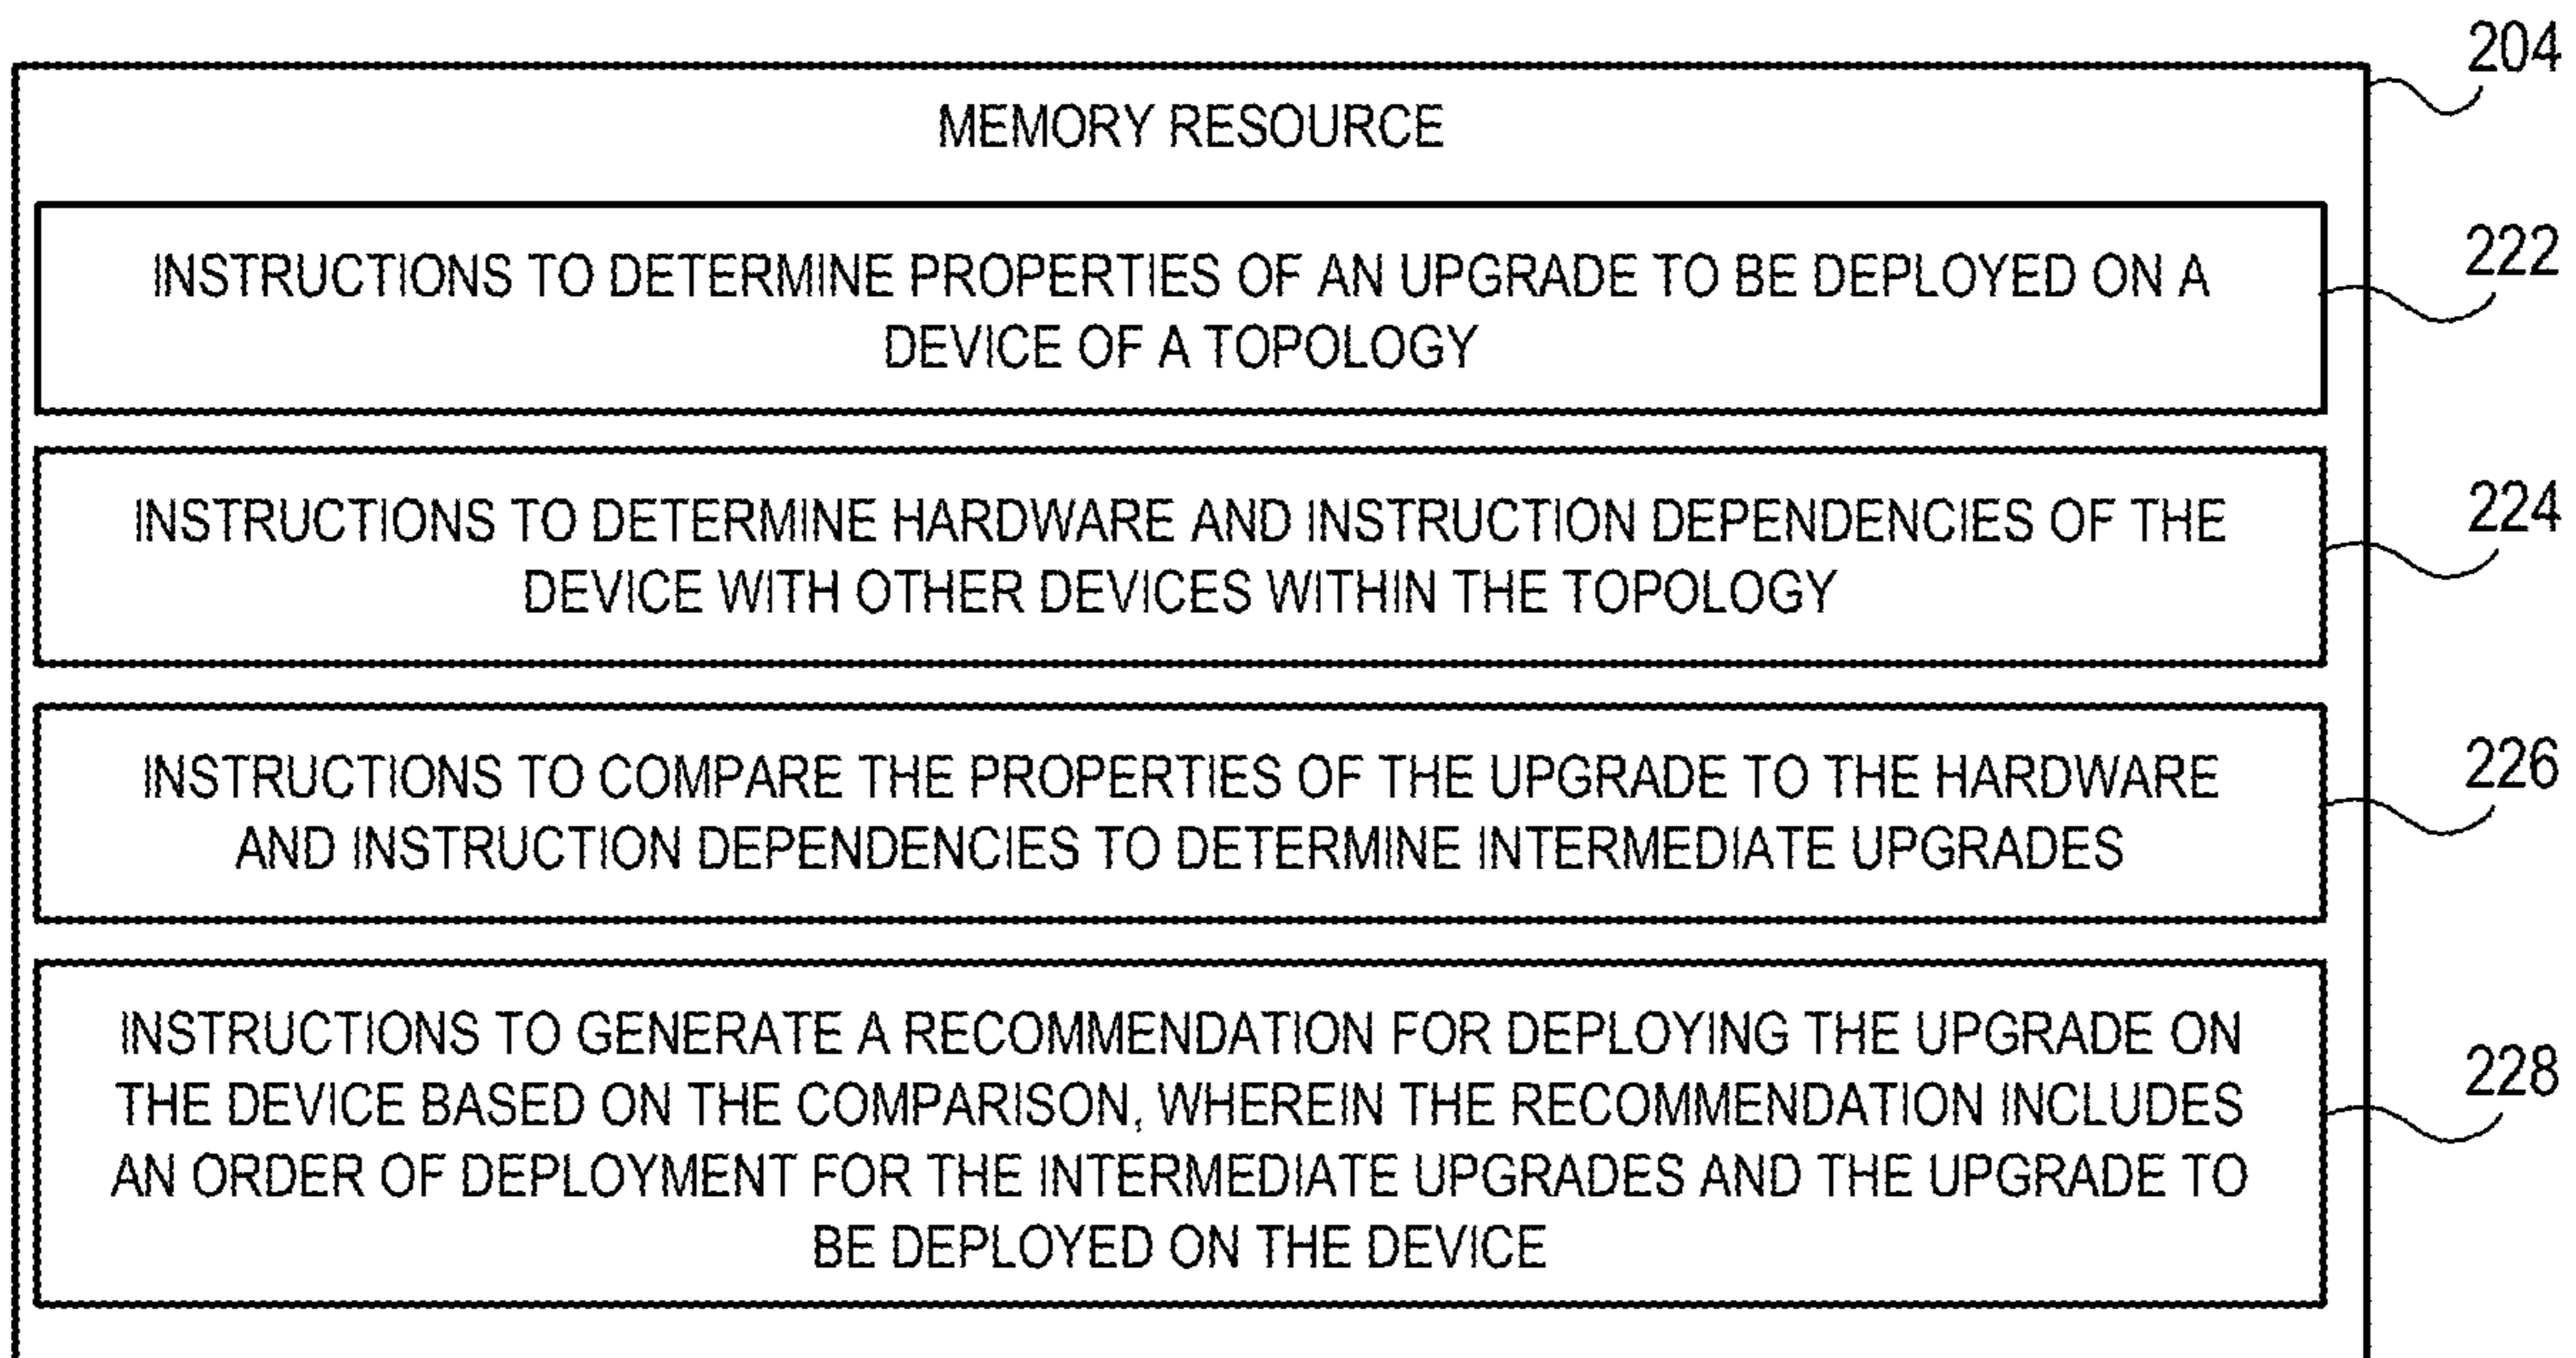 204
MEMORY RESOURCE
INSTRUCTIONS TO DETERMINE PROPERTIES OF AN UPGRADE TO BE DEPLOYED ON A
DEVICE OF A TOPOLOGY
222
INSTRUCTIONS TO DETERMINE HARDWARE AND INSTRUCTION DEPENDENCIES OF THE
DEVICE WITH OTHER DEVICES WITHIN THE TOPOLOGY
224
INSTRUCTIONS TO COMPARE THE PROPERTIES OF THE UPGRADE TO THE HARDWARE
AND INSTRUCTION DEPENDENCIES TO DETERMINE INTERMEDIATE UPGRADES
226
INSTRUCTIONS TO GENERATE A RECOMMENDATION FOR DEPLOYING THE UPGRADE ON
THE DEVICE BASED ON THE COMPARISON, WHEREIN THE RECOMMENDATION INCLUDES
AN ORDER OF DEPLOYMENT FOR THE INTERMEDIATE UPGRADES AND THE UPGRADE TO
BE DEPLOYED ON THE DEVICE
228